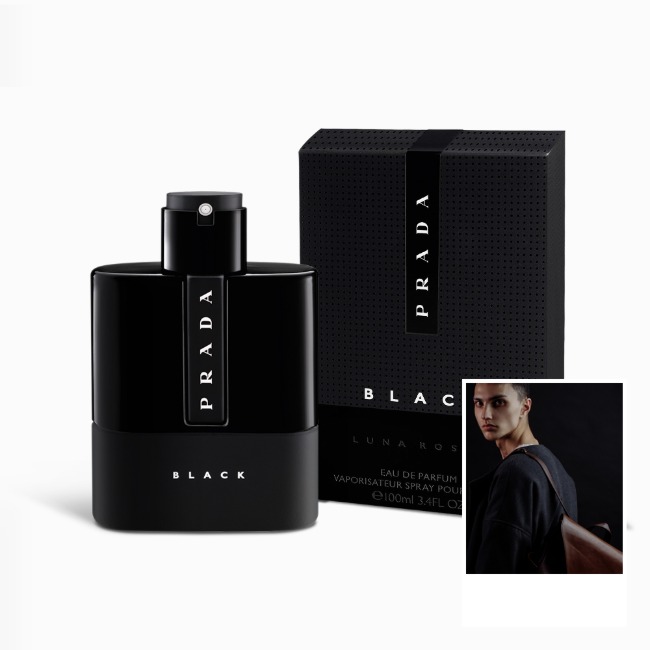 PRADA
BLACK
PRADA
BLAC
LUNA ROS
EAU DE PARFUM
VAPORISATEUR SPRAY POU
℮100ml 3.4FL OZ